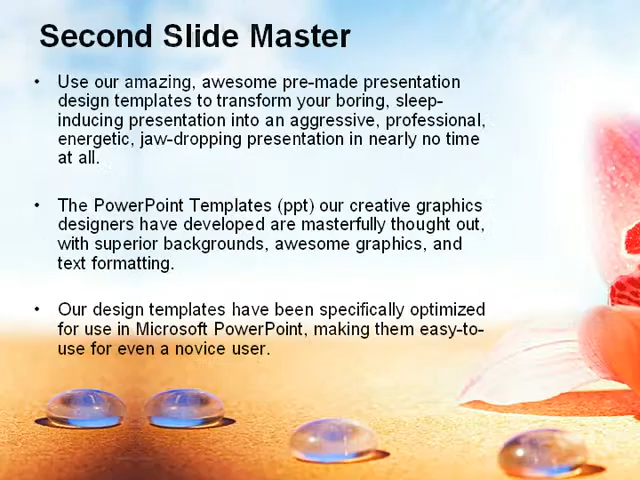 Second Slide Master
• Use our amazing, awesome pre-made presentation
design templates to transform your boring, sleep-
inducing presentation into an aggressive, professional,
energetic, jaw-dropping presentation in nearly no time
at all.
• The PowerPoint Templates (ppt) our creative graphics
designers have developed are masterfully thought out,
with superior backgrounds, awesome graphics, and
text formatting.
• Our design templates have been specifically optimized
for use in Microsoft PowerPoint, making them easy-to-
use for even a novice user.